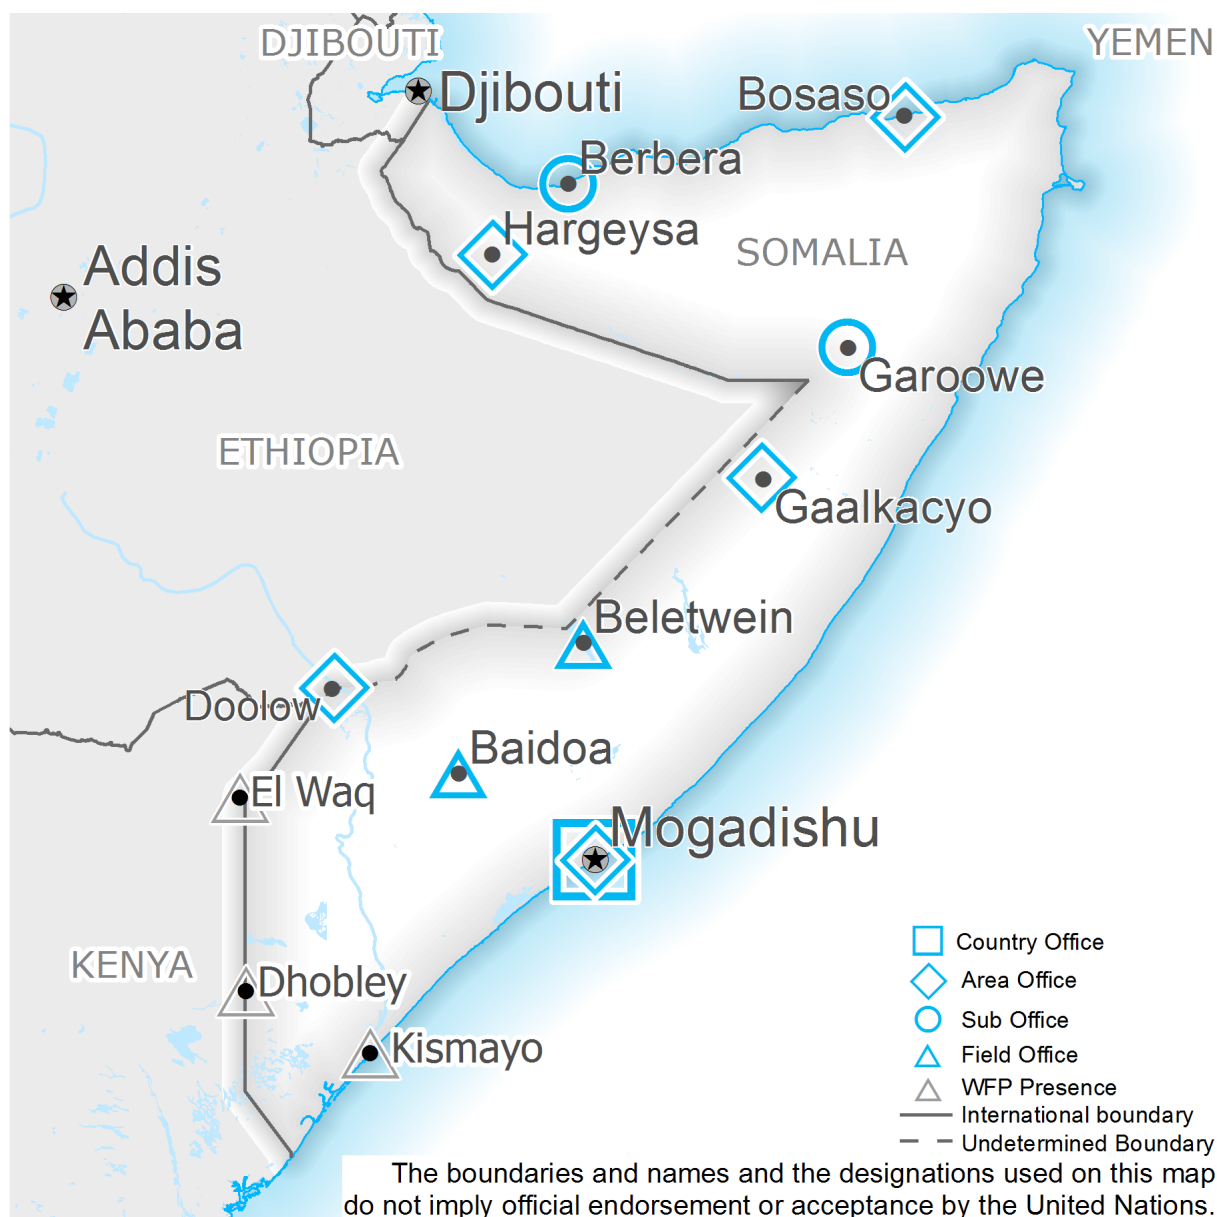 DJIBOUTI
YEMEN
Djibouti
Bosaso
Berbera
Hargeysa
SOMALIA
Addis
Ababa
Garoowe
ETHIOPIA
Gaalkacyo
Beletwein
Doolow
Baidoa
El Waq
Mogadishu
KENYA
Dhobley
Kismayo
Country Office
Area Office
Sub Office
Field Office
WFP Presence
International boundary
Undetermined Boundary
The boundaries and names and the designations used on this map
do not imply official endorsement or acceptance by the United Nations.